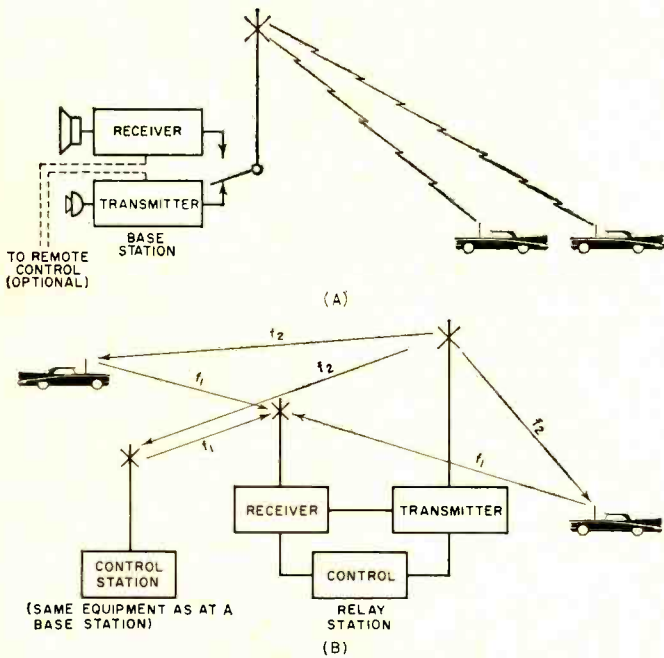 RECEIVER
TRANSMITTER
BASE
STATION
TO REMOTE
CONTROL
(OPTIONAL)
(A)
f2
f2
f1
f1
f2
f1
RECEIVER
TRANSMITTER
CONTROL
STATION
CONTROL
(SAME EQUIPMENT AS AT A
BASE STATION)
RELAY
STATION
(B)